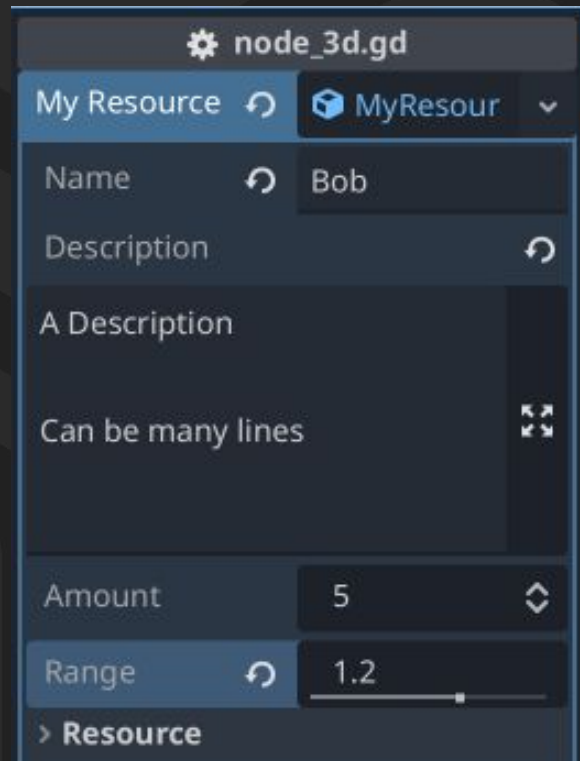 node_3d.gd
My Resource MyResour
Name Bob
Description
A Description
Can be many lines
Amount 5
Range 1.2
Resource